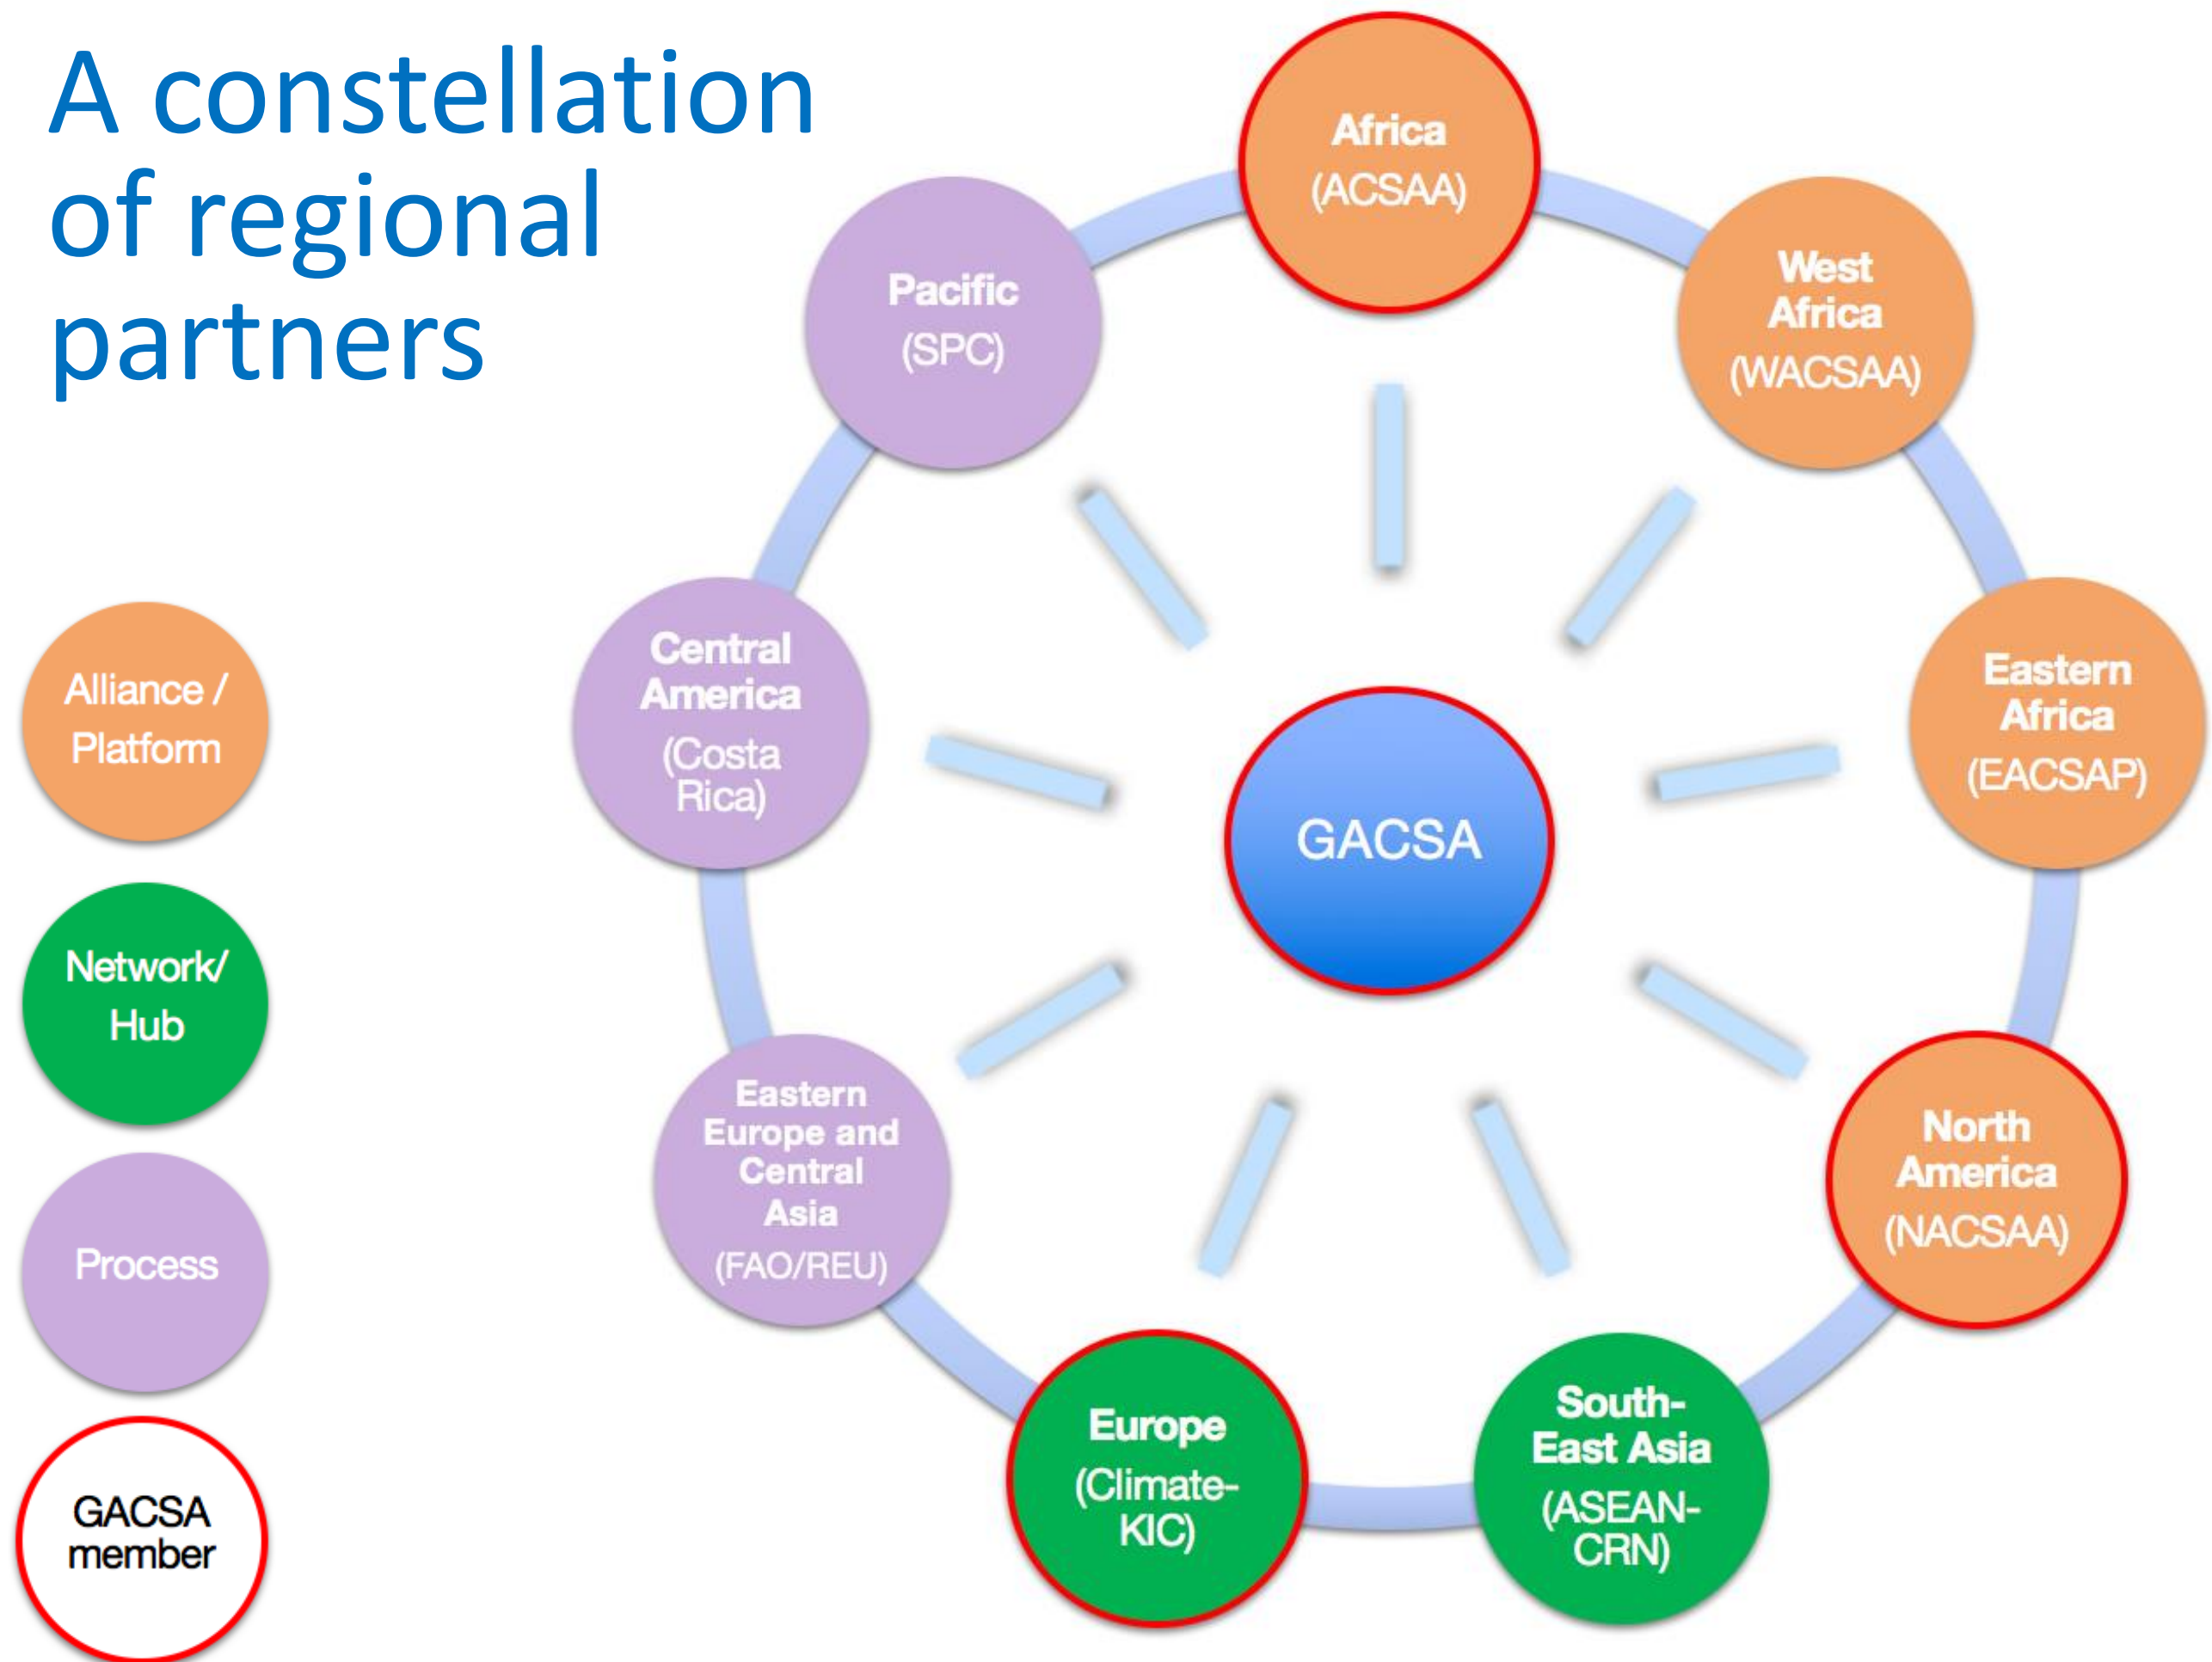 A constellation
of regional
partners
Africa
(ACSAA)
West
Africa
(WACSAA)
Eastern
Africa
(EACSAP)
North
America
(NACSAA)
South-
East Asia
(ASEAN-
CRN)
Europe
(Climate-
KIC)
Eastern
Europe and
Central
Asia
(FAO/REU)
Central
America
(Costa
Rica)
Pacific
(SPC)
GACSA
Alliance /
Platform
Network/
Hub
Process
GACSA
member